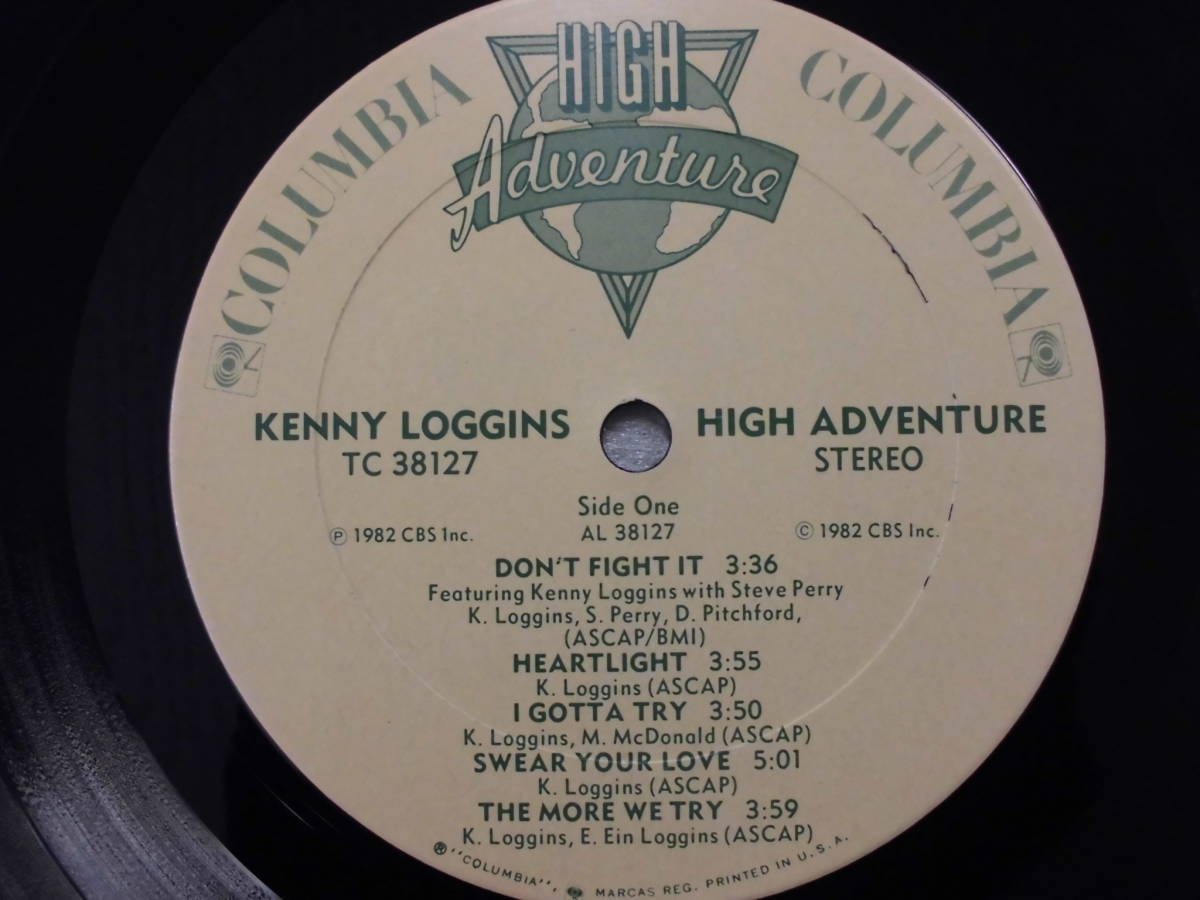 HIGH
Adventure
COLUMBIA
COLUMBIA
KENNY LOGGINS
TC 38127
HIGH ADVENTURE
STEREO
Side One
AL 38127
Ⓟ 1982 CBS Inc.
© 1982 CBS Inc.
DON'T FIGHT IT 3:36
Featuring Kenny Loggins with Steve Perry
K. Loggins, S. Perry, D. Pitchford,
(ASCAP/BMI)
HEARTLIGHT 3:55
K. Loggins (ASCAP)
I GOTTA TRY 3:50
K. Loggins, M. McDonald (ASCAP)
SWEAR YOUR LOVE 5:01
K. Loggins (ASCAP)
THE MORE WE TRY 3:59
K. Loggins, E. Ein Loggins (ASCAP)
® "COLUMBIA", MARCAS REG. PRINTED IN U.S.A.